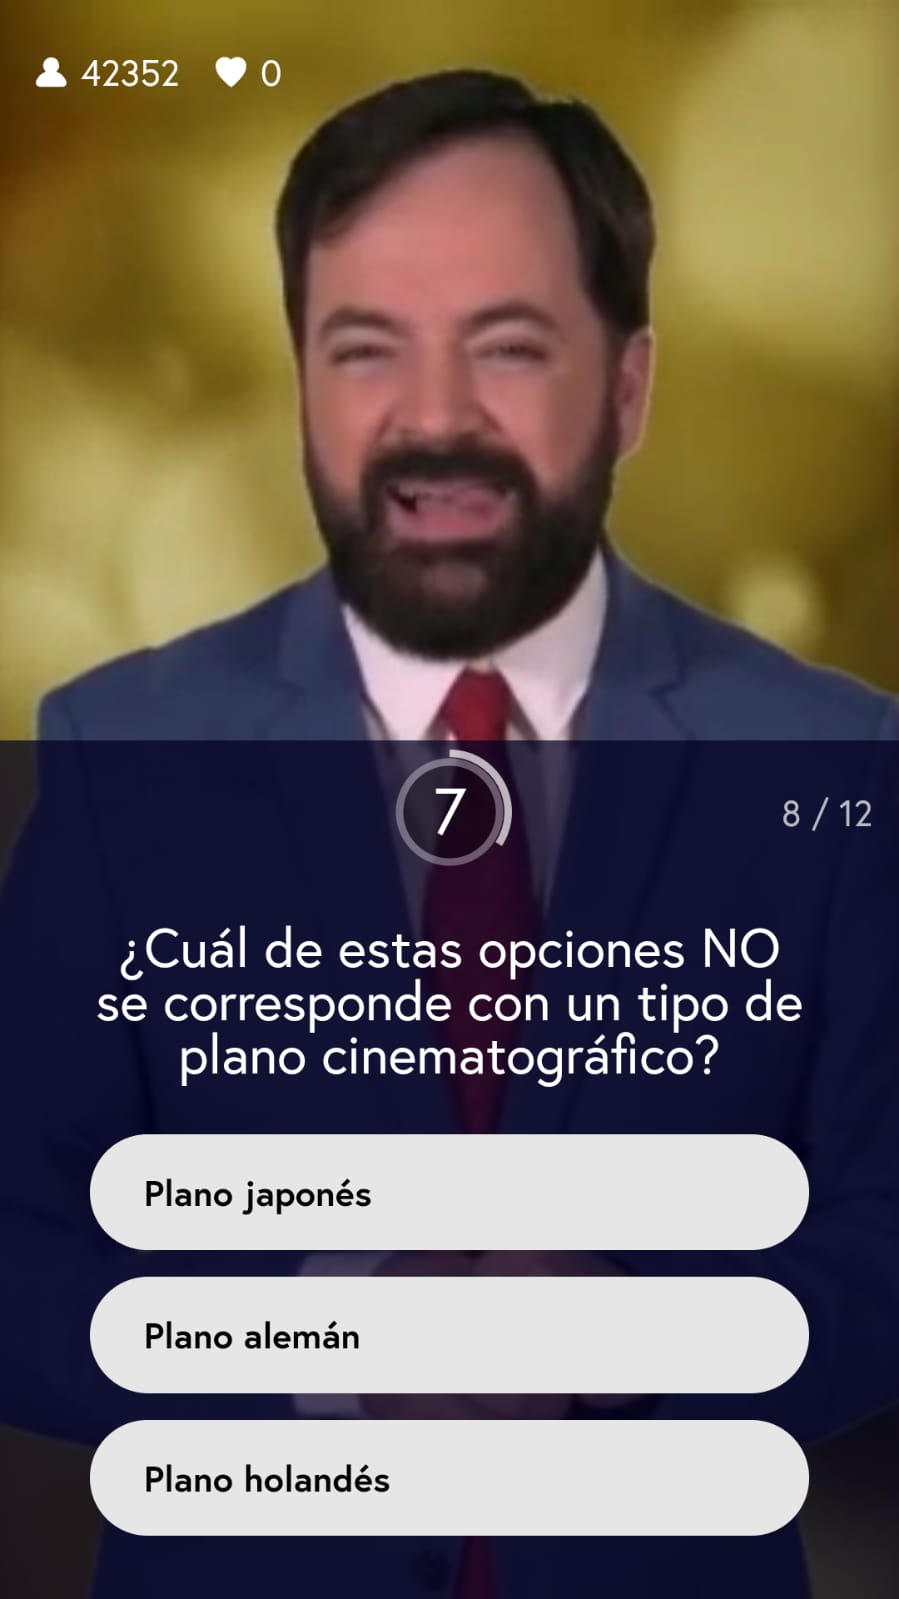 42352 0
7
8 / 12
¿Cuál de estas opciones NO
se corresponde con un tipo de
plano cinematográfico?
Plano japonés
Plano alemán
Plano holandés